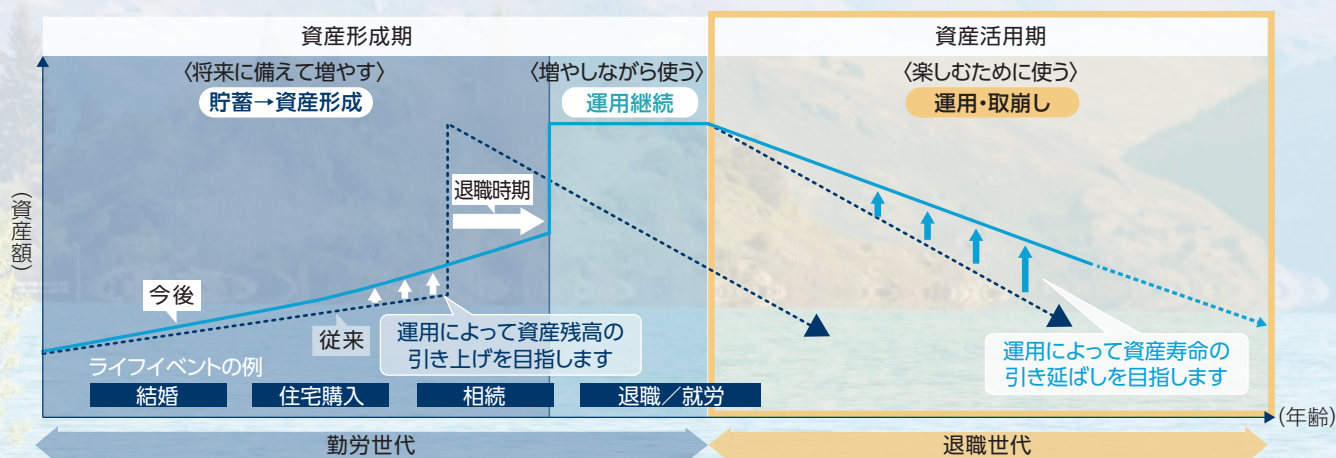 資産形成期
資産活用期
〈将来に備えて増やす〉
貯蓄→資産形成
〈増やしながら使う〉
運用継続
〈楽しむために使う〉
運用・取崩し
(資産額)
退職時期
今後
従来
運用によって資産残高の
引き上げを目指します
運用によって資産寿命の
引き延ばしを目指します
ライフイベントの例
結婚
住宅購入
相続
退職／就労
(年齢)
勤労世代
退職世代